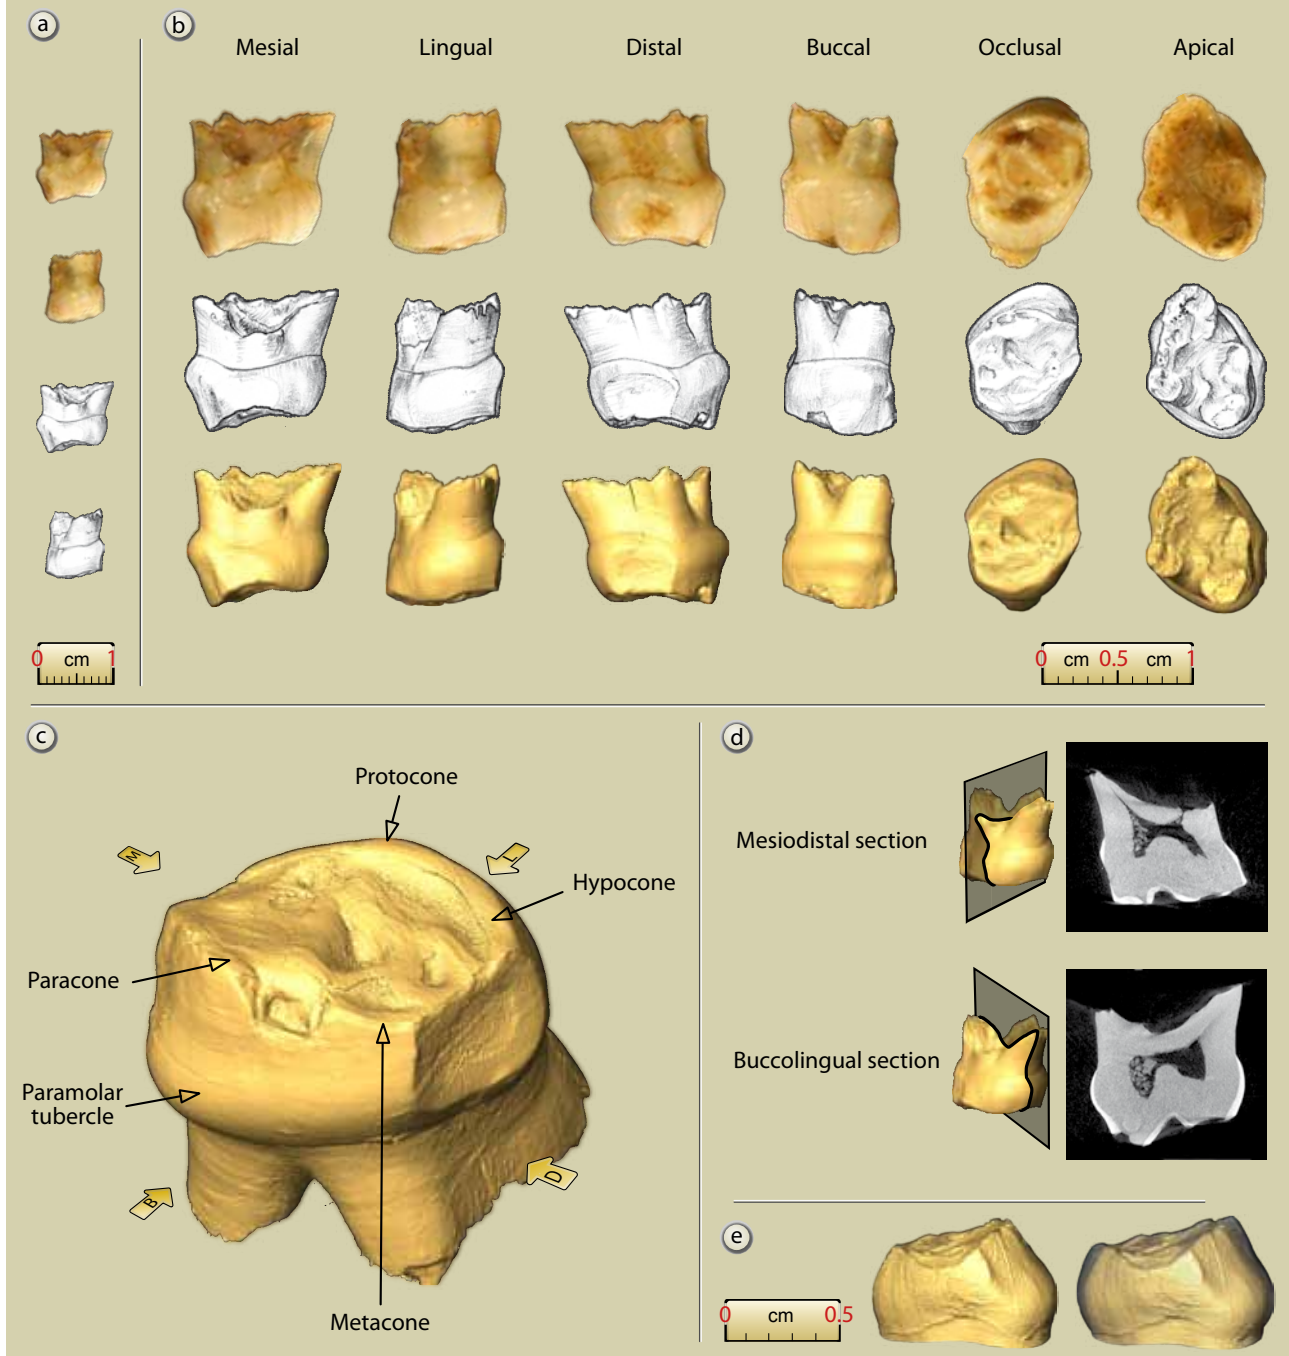 a
b
Mesial
Lingual
Distal
Buccal
Occlusal
Apical
0 cm 1
0 cm 0.5 cm 1
c
Protocone
M
L
Hypocone
Paracone
Paramolar
tubercle
B
D
Metacone
d
Mesiodistal section
Buccolingual section
e
0 cm 0.5